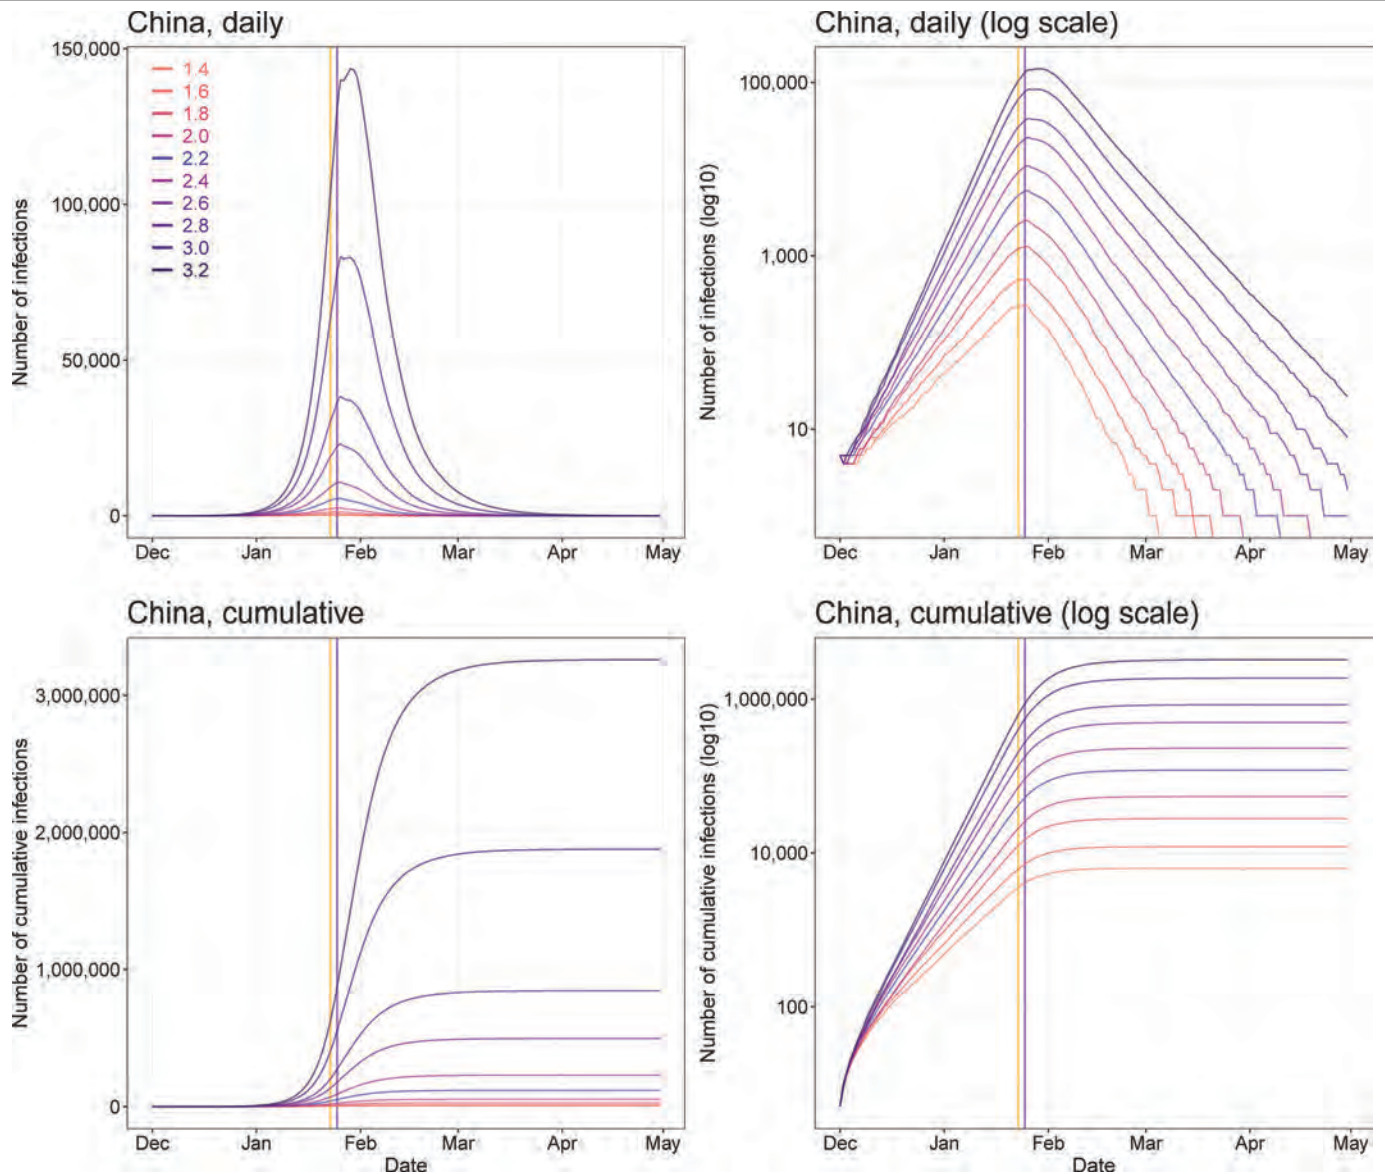 China, daily
150,000
100,000
50,000
0
Number of infections
1.4
1.6
1.8
2.0
2.2
2.4
2.6
2.8
3.0
3.2
Dec Jan Feb Mar Apr May
China, daily (log scale)
100,000
1,000
10
Number of infections (log10)
Dec Jan Feb Mar Apr May
China, cumulative
3,000,000
2,000,000
1,000,000
0
Number of cumulative infections
Dec Jan Feb Mar Apr May
Date
China, cumulative (log scale)
1,000,000
10,000
100
Number of cumulative infections (log10)
Dec Jan Feb Mar Apr May
Date